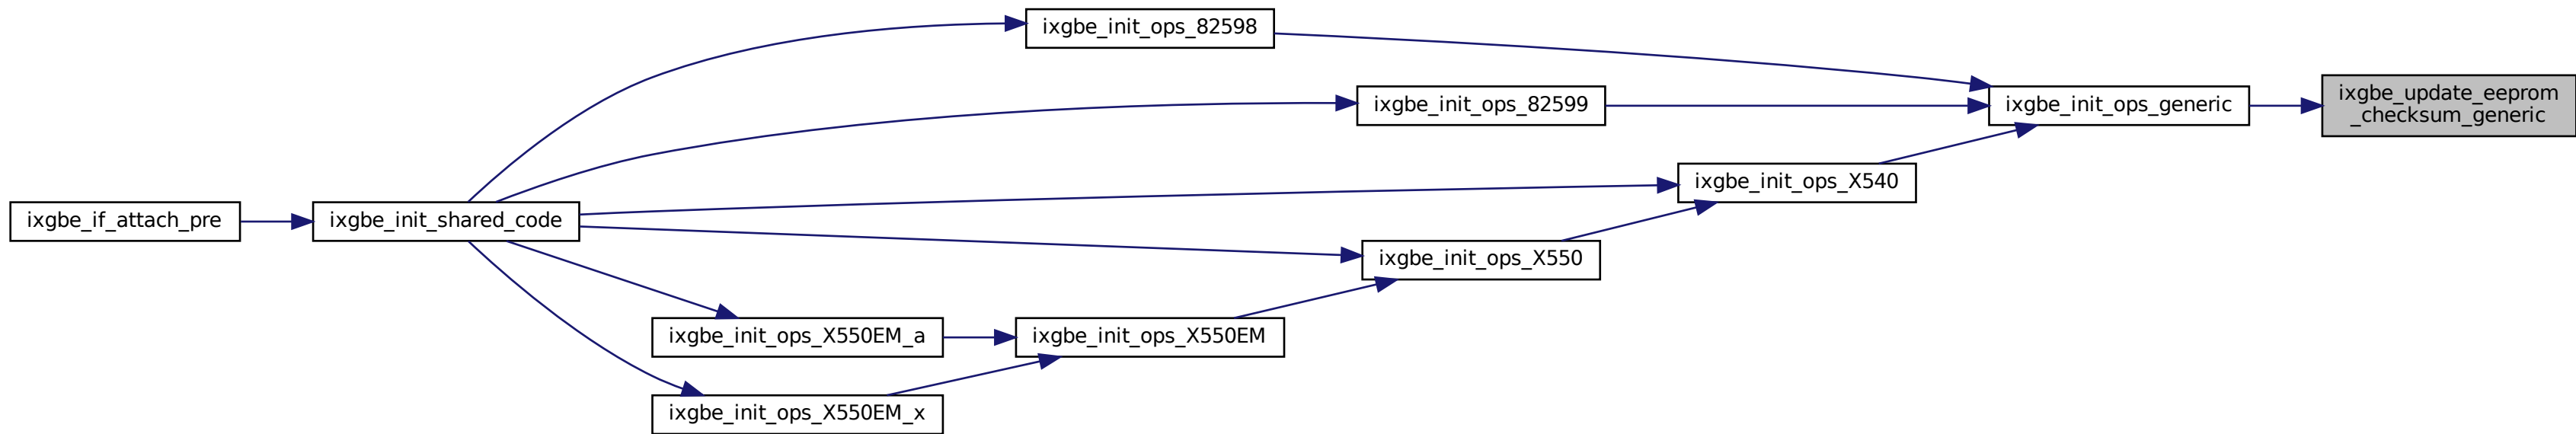 ixgbe_init_ops_82598
ixgbe_update_eeprom
_checksum_generic
ixgbe_init_ops_82599
ixgbe_init_ops_generic
ixgbe_init_ops_X540
ixgbe_if_attach_pre
ixgbe_init_shared_code
ixgbe_init_ops_X550
ixgbe_init_ops_X550EM_a
ixgbe_init_ops_X550EM
ixgbe_init_ops_X550EM_x